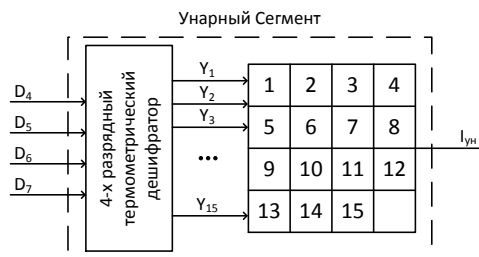 Унарный Сегмент
D4
D5
D6
D7
4-х разрядный
термометрический
дешифратор
Y1
Y2
Y3
...
Y15
1 2 3 4
5 6 7 8
9 10 11 12
13 14 15
Iун